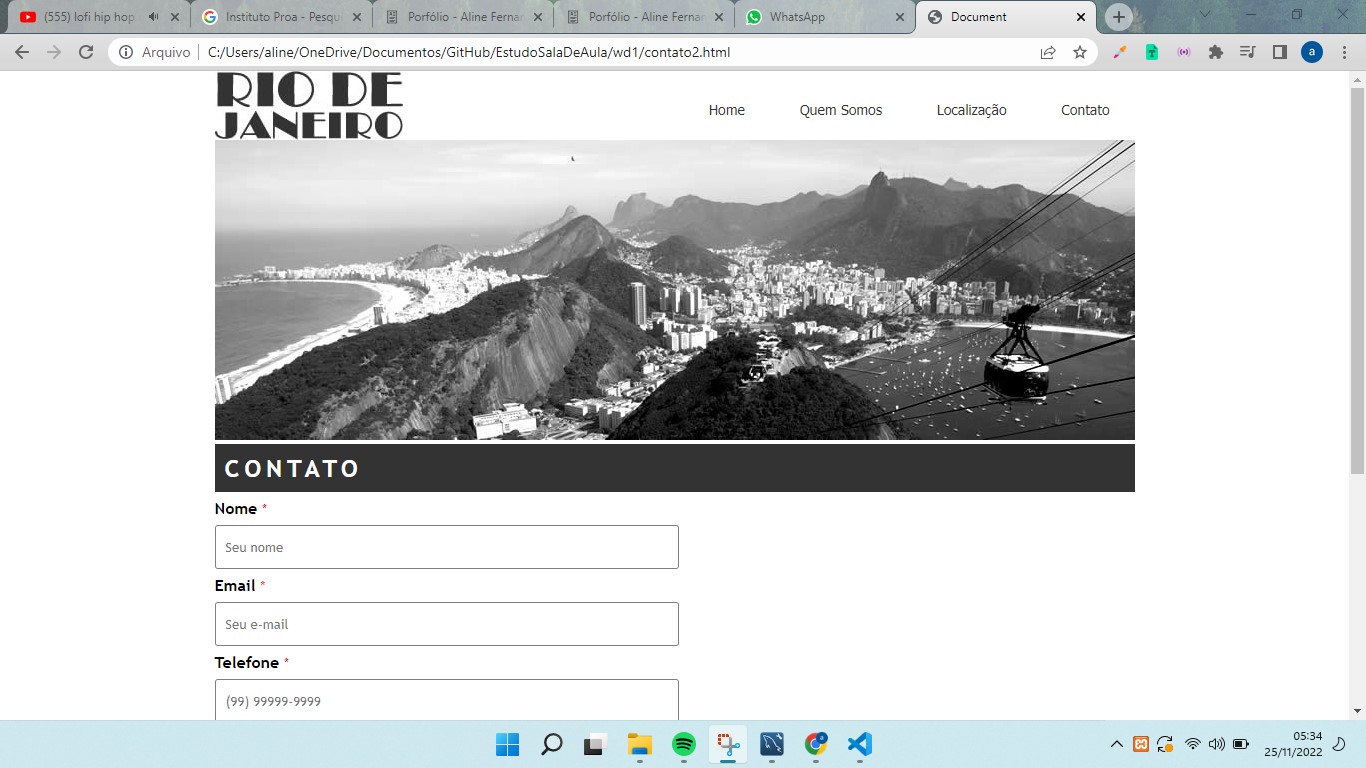 (555) lofi hip hop
Instituto Proa - Pesqu
Porfólio - Aline Fernar
Porfólio - Aline Fernar
WhatsApp
Document
Arquivo
C:/Users/aline/OneDrive/Documentos/GitHub/EstudoSalaDeAula/wd1/contato2.html
a
RIO DE
JANEIRO
Home
Quem Somos
Localização
Contato
CONTATO
Nome *
Seu nome
Email *
Seu e-mail
Telefone *
(99) 99999-9999
05:34
25/11/2022